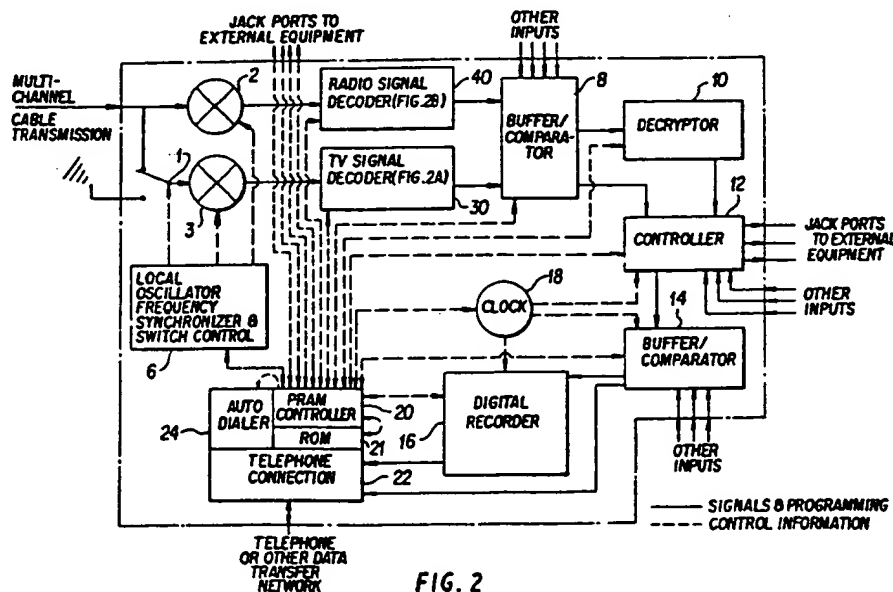 JACK PORTS TO
EXTERNAL EQUIPMENT
OTHER
INPUTS
MULTI-
CHANNEL
CABLE TRANSMISSION
2
RADIO SIGNAL
DECODER (FIG. 2B)
40
8
BUFFER/
COMPARA-
TOR
10
DECRYPTOR
1
3
TV SIGNAL
DECODER (FIG. 2A)
30
12
CONTROLLER
JACK PORTS
TO EXTERNAL
EQUIPMENT
OTHER
INPUTS
LOCAL
OSCILLATOR
FREQUENCY
SYNCHRONIZER &
SWITCH CONTROL
6
18
CLOCK
14
BUFFER/
COMPARATOR
24
AUTO
DIALER
PRAM
CONTROLLER
20
ROM
21
TELEPHONE
CONNECTION
22
16
DIGITAL
RECORDER
OTHER
INPUTS
SIGNALS & PROGRAMMING
CONTROL INFORMATION
TELEPHONE
OR OTHER DATA
TRANSFER
NETWORK
FIG. 2